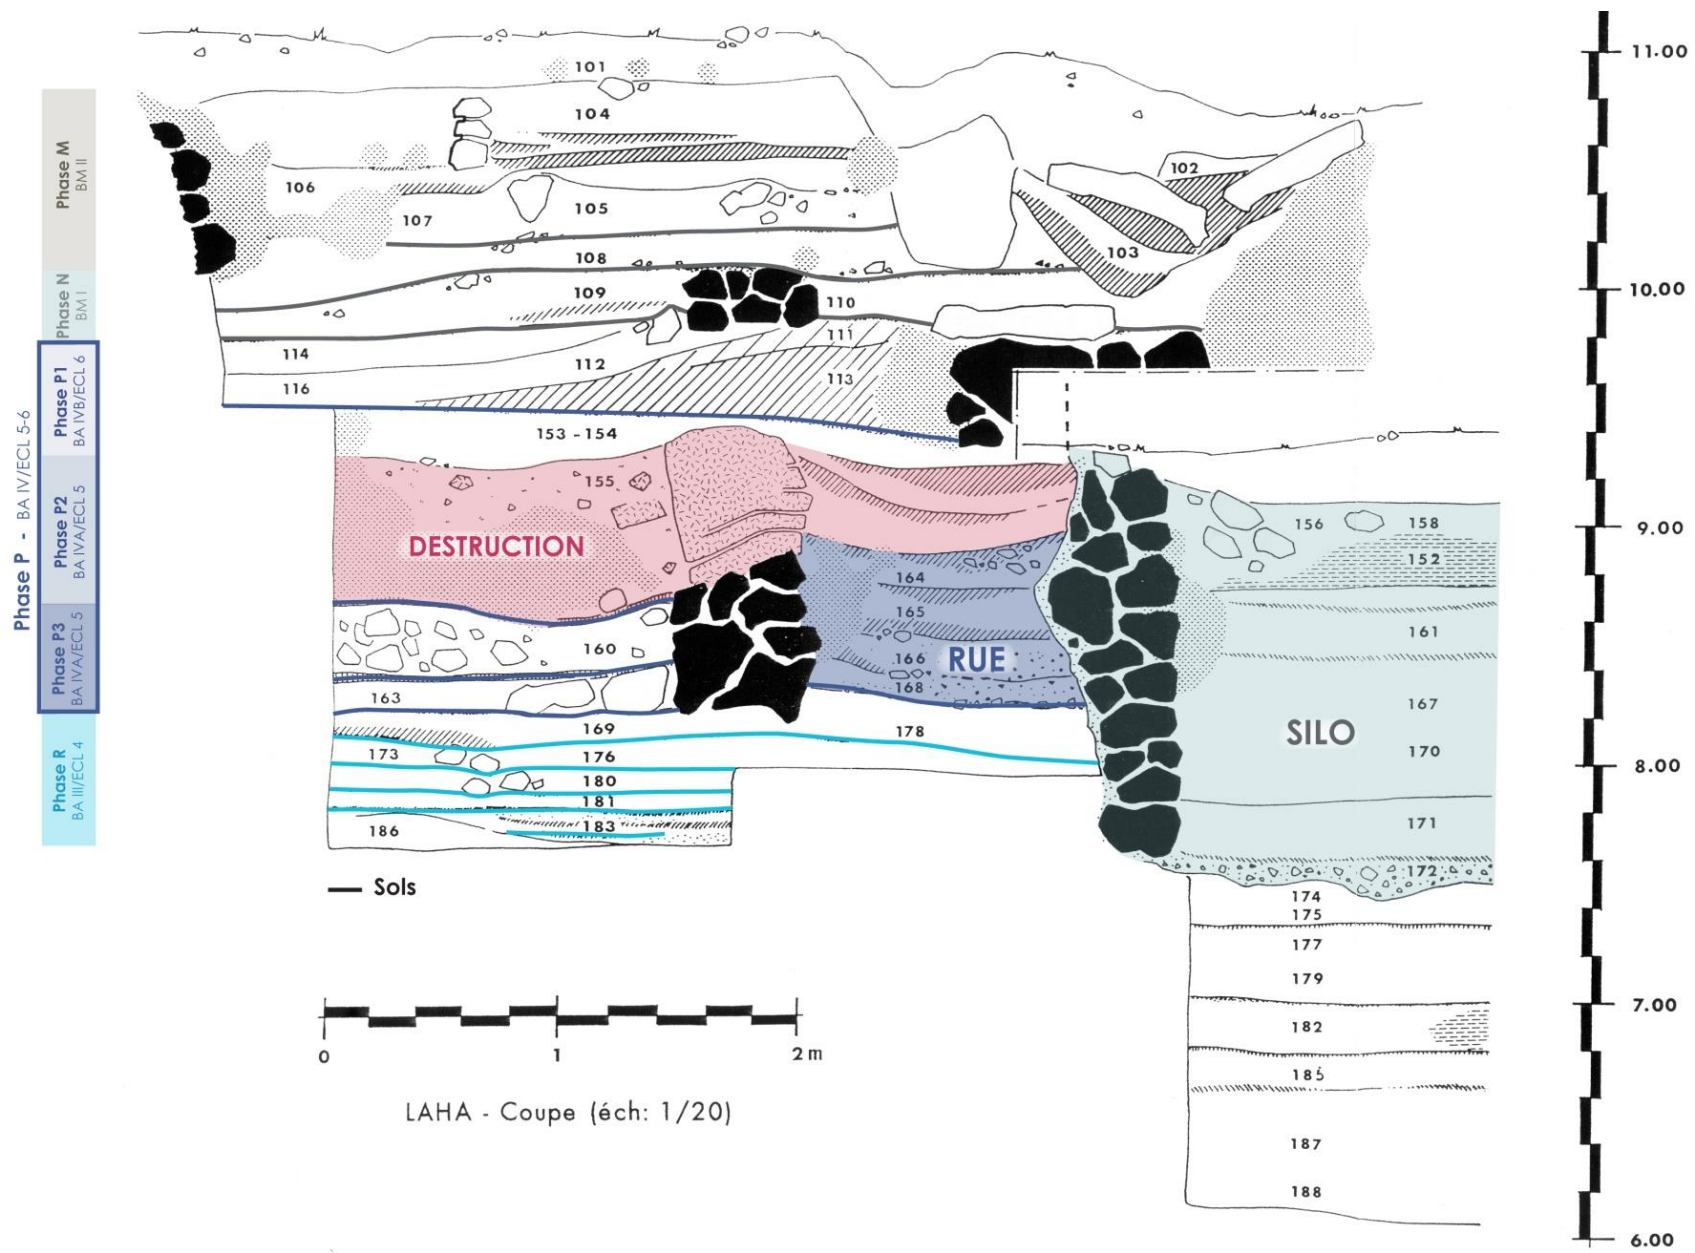 11.00
101
104
102
106
107
105
103
108
109
110
10.00
111
114
112
113
116
153 - 154
155
DESTRUCTION
156
158
9.00
152
164
165
161
160
166
RUE
168
163
167
169
178
SILO
173
176
170
180
8.00
181
183
171
186
172
Sols
174
175
177
179
7.00
182
185
187
188
6.00
0
1
2 m
LAHA - Coupe (éch: 1/20)
Phase M
BM II
Phase N
BM I
Phase P - BA IV/ECL 5-6
Phase P1
BA IVB/ECL 6
Phase P2
BA IVA/ECL 5
Phase P3
BA IVA/ECL 5
Phase R
BA III/ECL 4